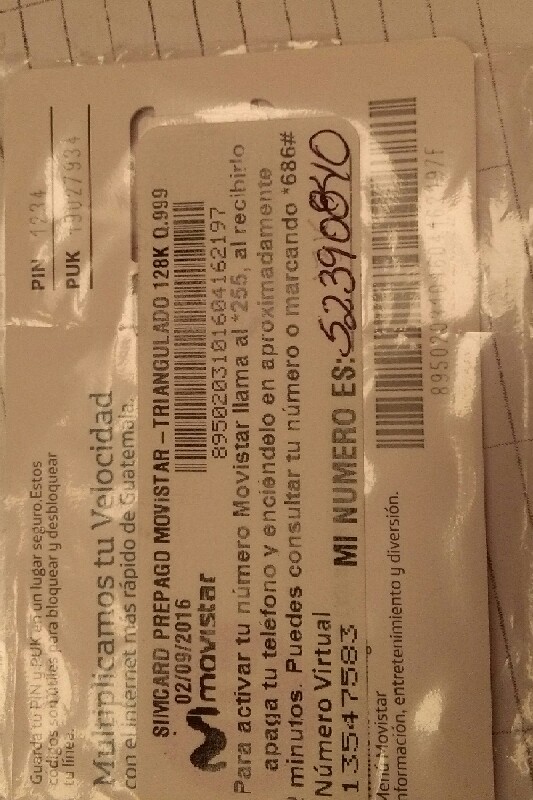 Guarda tu PIN y PUK en un lugar seguro. Estos
códigos son útiles para bloquear y desbloquear
tu línea.
PIN 1234
PUK
Multiplicamos tu Velocidad
con el internet más rápido de Guatemala.
SIMCARD PREPAGO MOVISTAR - TRIANGULADO 128K 0.999
02/09/2016
8950203101604162197
movistar
Para activar tu número Movistar llama al *255, al recibirlo
apaga tu teléfono y enciéndelo en aproximadamente
minutos. Puedes consultar tu número o marcando *686#
Número Virtual
13547583
MI NUMERO ES: 52390840
Menú Movistar
nformación, entretenimiento y diversión.